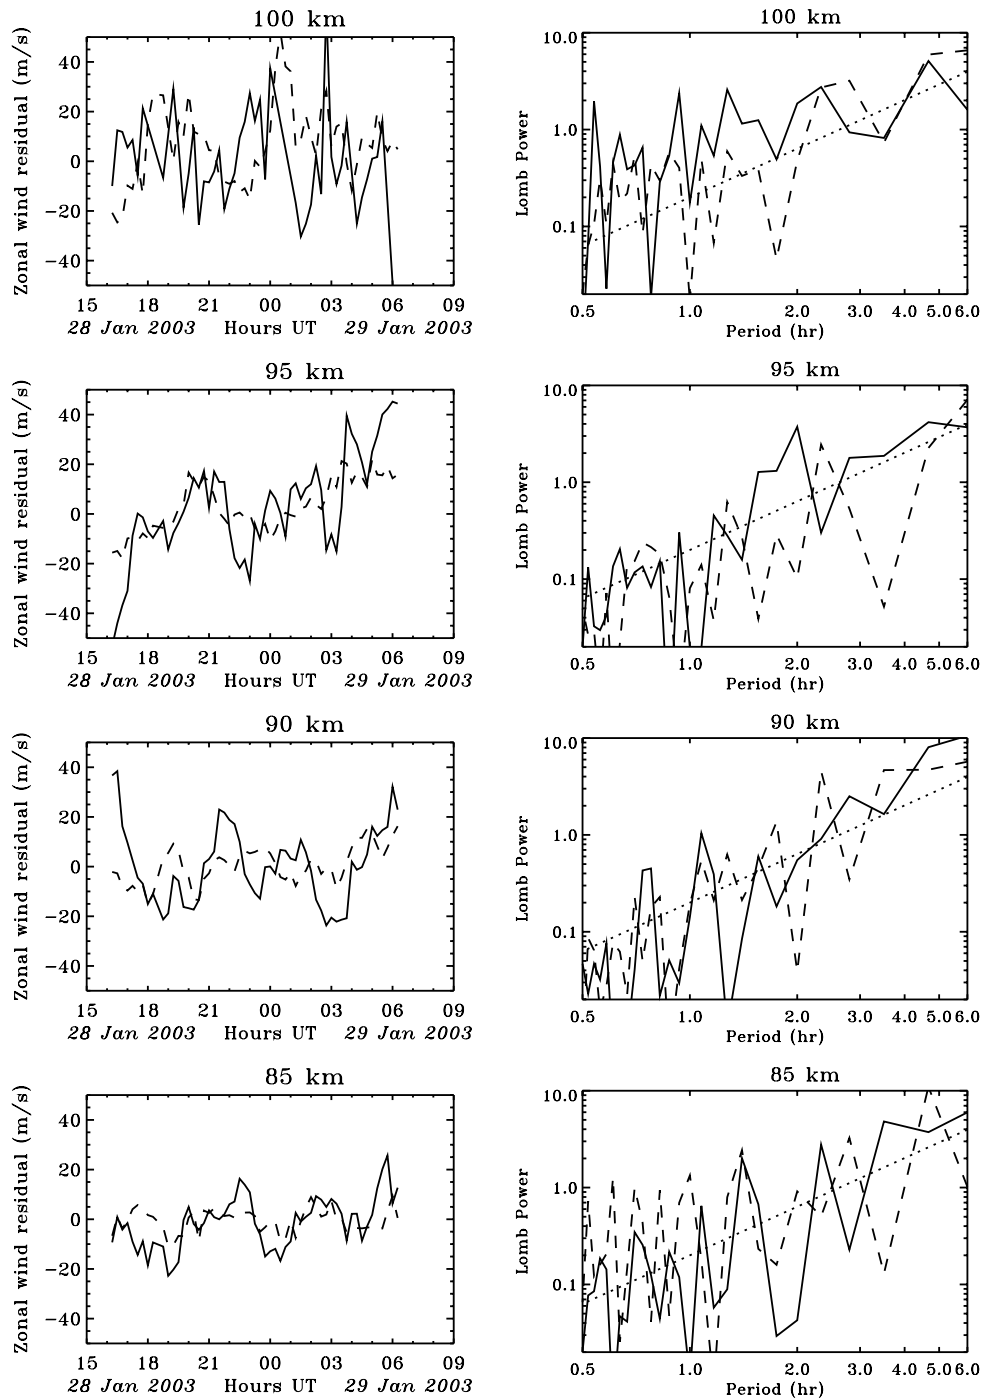 100 km
Zonal wind residual (m/s)
40
20
0
−20
−40
15 18 21 00 03 06 09
28 Jan 2003 Hours UT 29 Jan 2003
100 km
Lomb Power
10.0
1.0
0.1
0.5 1.0 2.0 3.0 4.0 5.0 6.0
Period (hr)
95 km
Zonal wind residual (m/s)
40
20
0
−20
−40
15 18 21 00 03 06 09
28 Jan 2003 Hours UT 29 Jan 2003
95 km
Lomb Power
10.0
1.0
0.1
0.5 1.0 2.0 3.0 4.0 5.0 6.0
Period (hr)
90 km
Zonal wind residual (m/s)
40
20
0
−20
−40
15 18 21 00 03 06 09
28 Jan 2003 Hours UT 29 Jan 2003
90 km
Lomb Power
10.0
1.0
0.1
0.5 1.0 2.0 3.0 4.0 5.0 6.0
Period (hr)
85 km
Zonal wind residual (m/s)
40
20
0
−20
−40
15 18 21 00 03 06 09
28 Jan 2003 Hours UT 29 Jan 2003
85 km
Lomb Power
10.0
1.0
0.1
0.5 1.0 2.0 3.0 4.0 5.0 6.0
Period (hr)